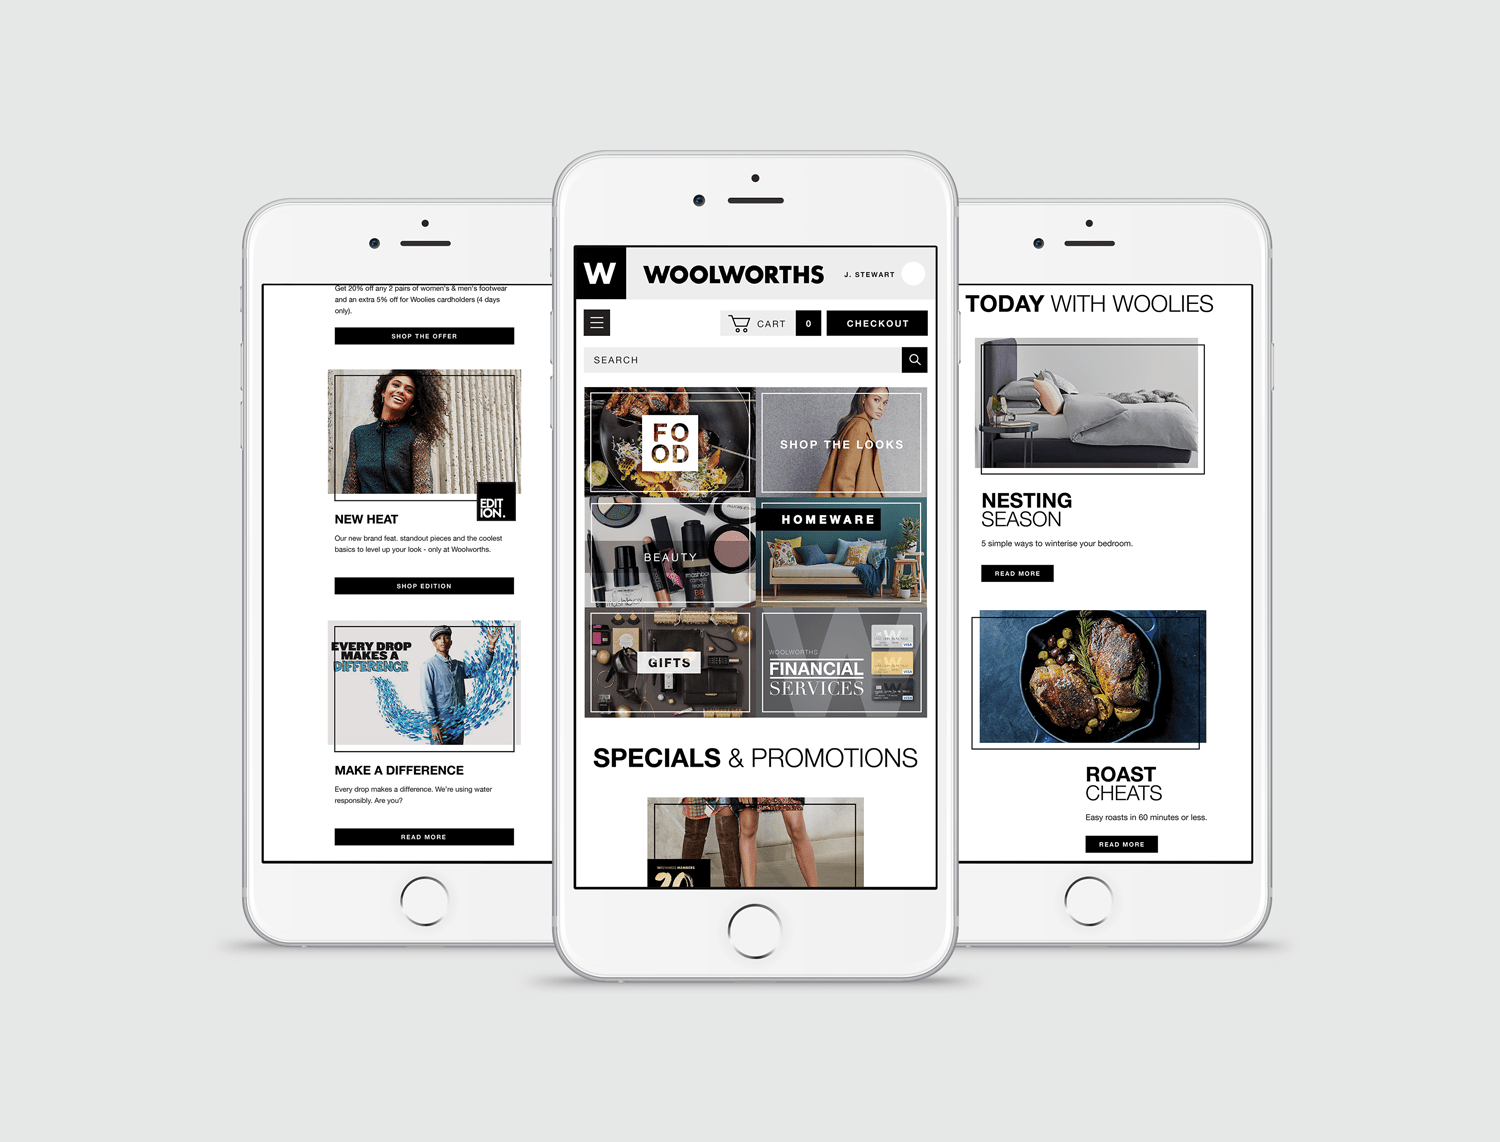 Get 20% off any 2 pairs of women's & men's footwear
and an extra 5% off for Woolies cardholders (4 days
only).
SHOP THE OFFER
EDIT
ION.
NEW HEAT
Our new brand feat. standout pieces and the coolest
basics to level up your look - only at Woolworths.
SHOP EDITION
EVERY DROP
MAKES A
DIFFERENCE
MAKE A DIFFERENCE
Every drop makes a difference. We're using water
responsibly. Are you?
READ MORE
W
WOOLWORTHS
J. STEWART
CART
0
CHECKOUT
SEARCH
FO
OD
SHOP THE LOOKS
BEAUTY
HOMEWARE
GIFTS
WOOLWORTHS
FINANCIAL
SERVICES
W
VISA
VISA
VISA
SPECIALS & PROMOTIONS
20
TODAY WITH WOOLIES
NESTING
SEASON
5 simple ways to winterise your bedroom.
READ MORE
ROAST
CHEATS
Easy roasts in 60 minutes or less.
READ MORE